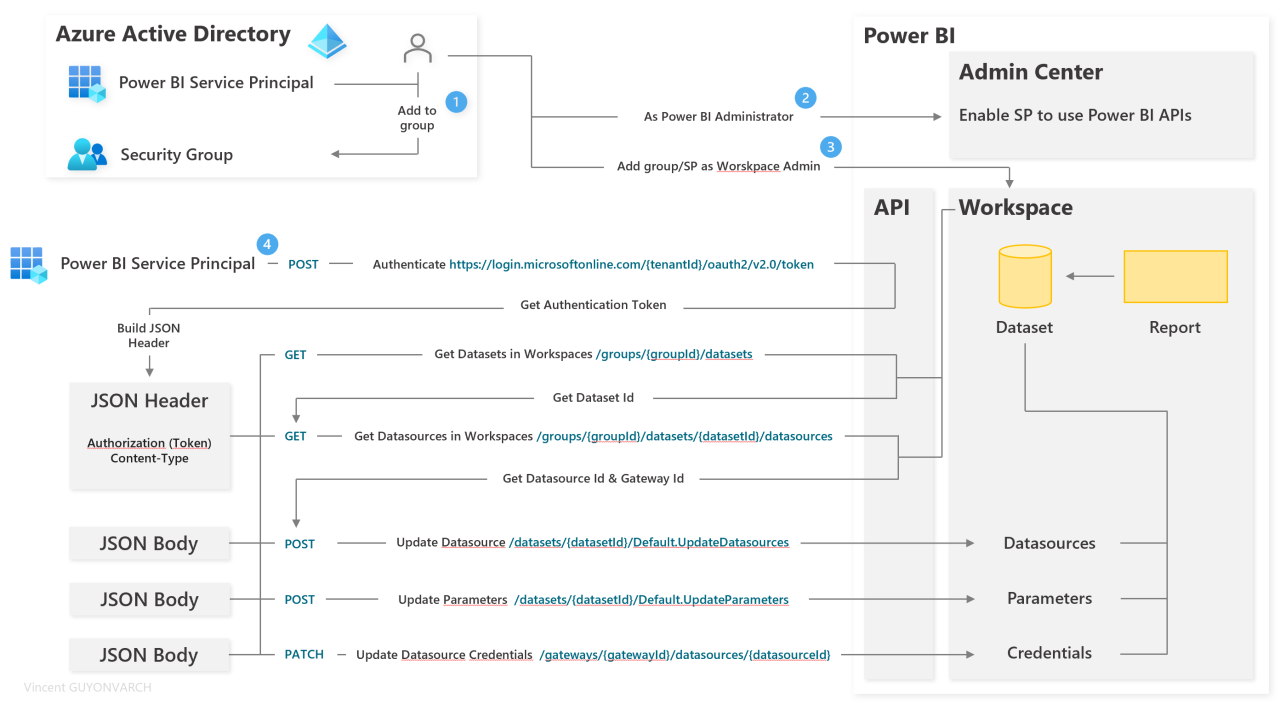 Azure Active Directory
Power BI
Admin Center
Power BI Service Principal
Add to
group
1
2
As Power BI Administrator
Enable SP to use Power BI APIs
Security Group
3
Add group/SP as Worskpace Admin
API
Workspace
4
Power BI Service Principal
POST
Authenticate https://login.microsoftonline.com/{tenantId}/oauth2/v2.0/token
Get Authentication Token
Build JSON
Header
Dataset
Report
GET
Get Datasets in Workspaces /groups/{groupId}/datasets
JSON Header
Get Dataset Id
Authorization (Token)
Content-Type
GET
Get Datasources in Workspaces /groups/{groupId}/datasets/{datasetId}/datasources
Get Datasource Id & Gateway Id
JSON Body
POST
Update Datasource /datasets/{datasetId}/Default.UpdateDatasources
Datasources
JSON Body
POST
Update Parameters /datasets/{datasetId}/Default.UpdateParameters
Parameters
JSON Body
PATCH
Update Datasource Credentials /gateways/{gatewayId}/datasources/{datasourceId}
Credentials
Vincent GUYONVARCH